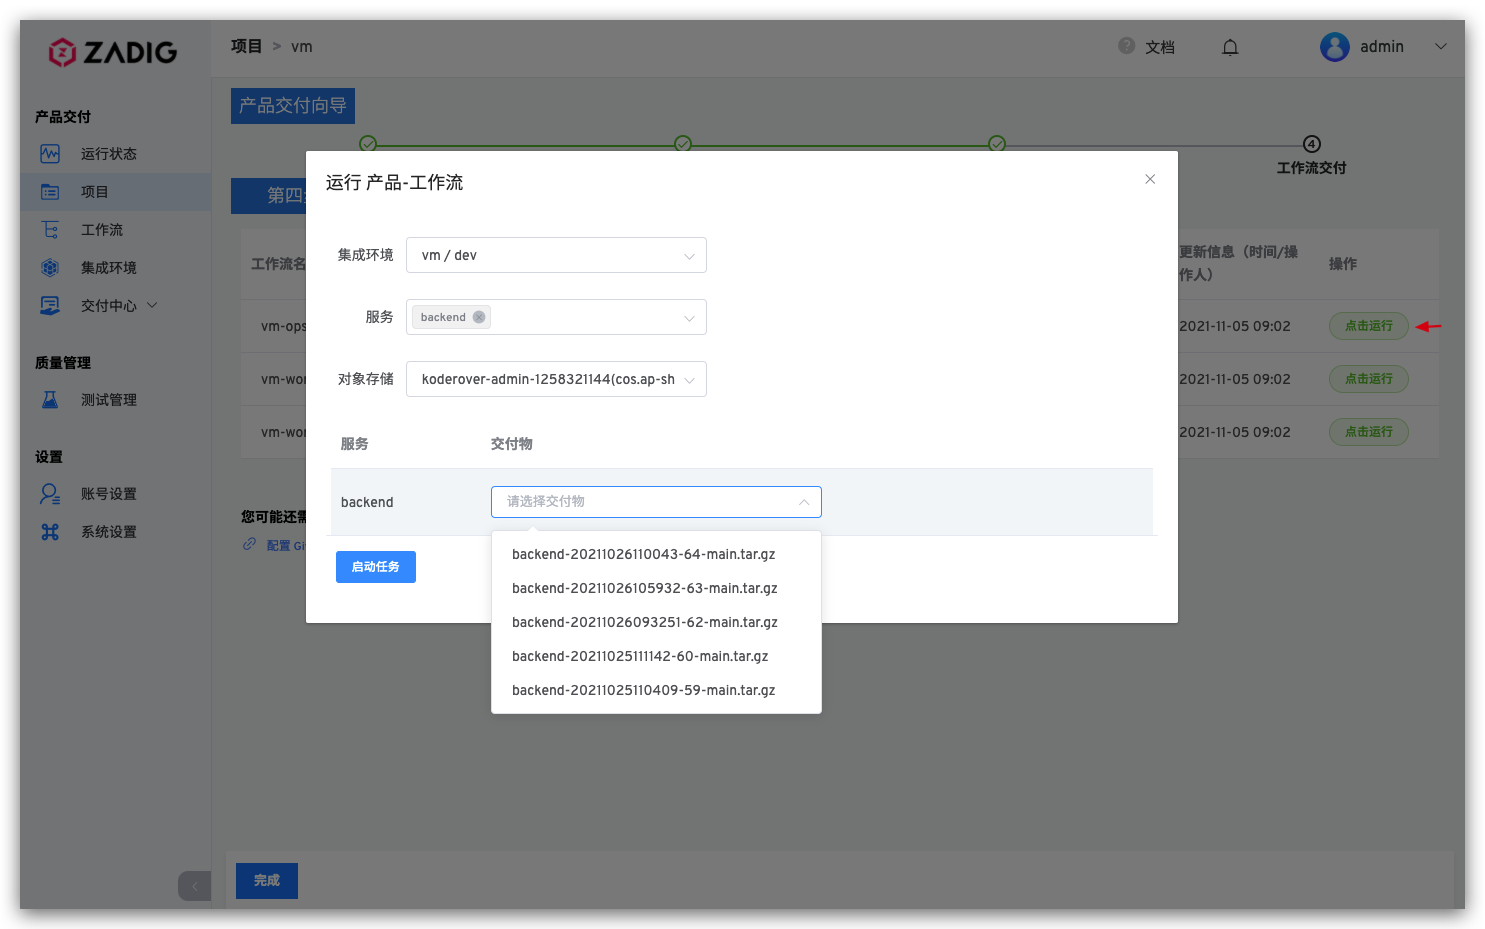 ZADIG
项目 > vm
? 文档
admin
产品交付
运行状态
项目
工作流
集成环境
交付中心
质量管理
测试管理
设置
账号设置
系统设置
产品交付向导
4
工作流交付
第四
工作流名
更新信息（时间/操
作人）
操作
vm-ops
2021-11-05 09:02
点击运行
vm-wor
2021-11-05 09:02
点击运行
vm-wor
2021-11-05 09:02
点击运行
您可能还需
配置 Gi
运行 产品-工作流
集成环境
vm / dev
服务
backend
对象存储
koderover-admin-1258321144(cos.ap-sh
服务
交付物
backend
请选择交付物
backend-20211026110043-64-main.tar.gz
backend-20211026105932-63-main.tar.gz
backend-20211026093251-62-main.tar.gz
backend-20211025111142-60-main.tar.gz
backend-20211025110409-59-main.tar.gz
启动任务
完成